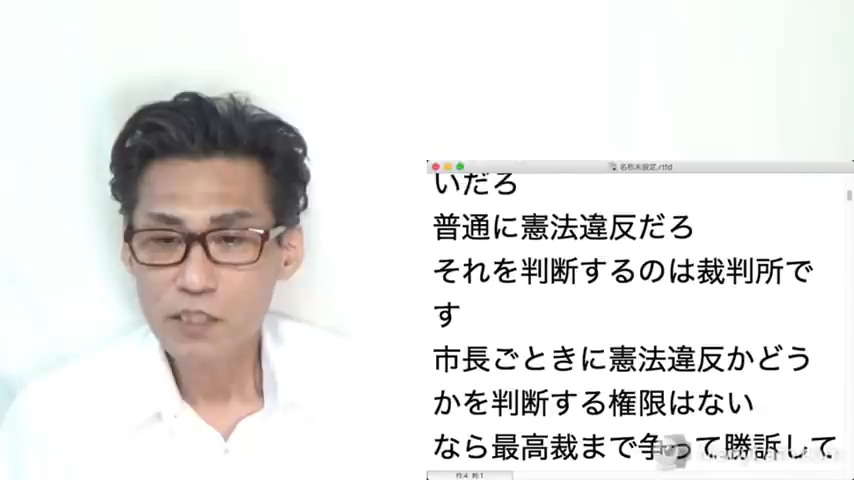 名称未設定.rtfd
いだろ
普通に憲法違反だろ
それを判断するのは裁判所で
す
市長ごときに憲法違反かどう
かを判断する権限はない
なら最高裁まで争って勝訴して